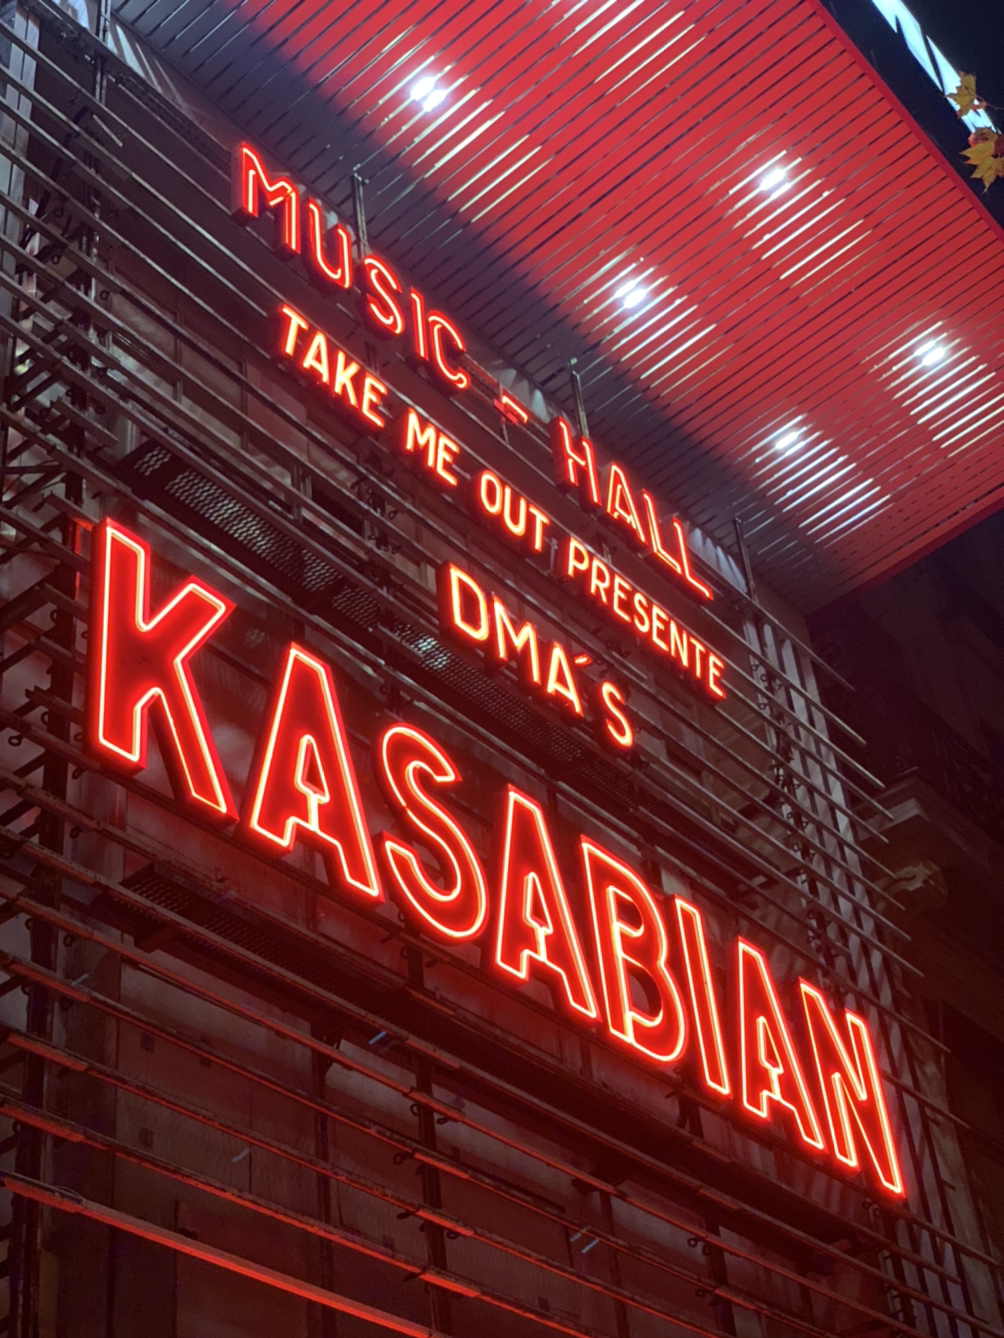 MUSIC-HALL
TAKE ME OUT PRESENTE
DMA'S
KASABIAN